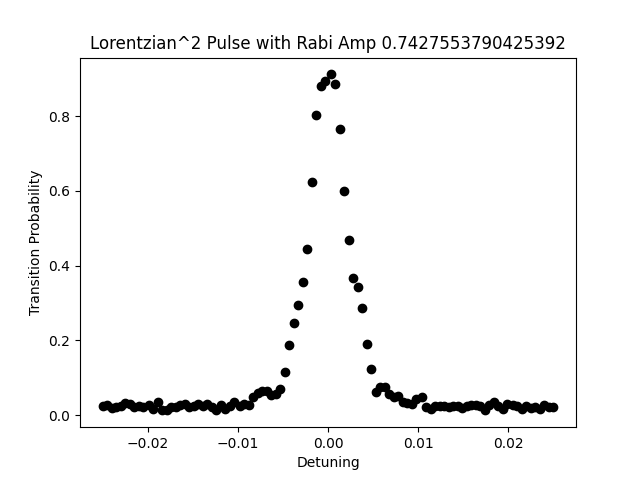 Lorentzian^2 Pulse with Rabi Amp 0.7427553790425392
Transition Probability
0.8
0.6
0.4
0.2
0.0
−0.02 −0.01 0.00 0.01 0.02
Detuning